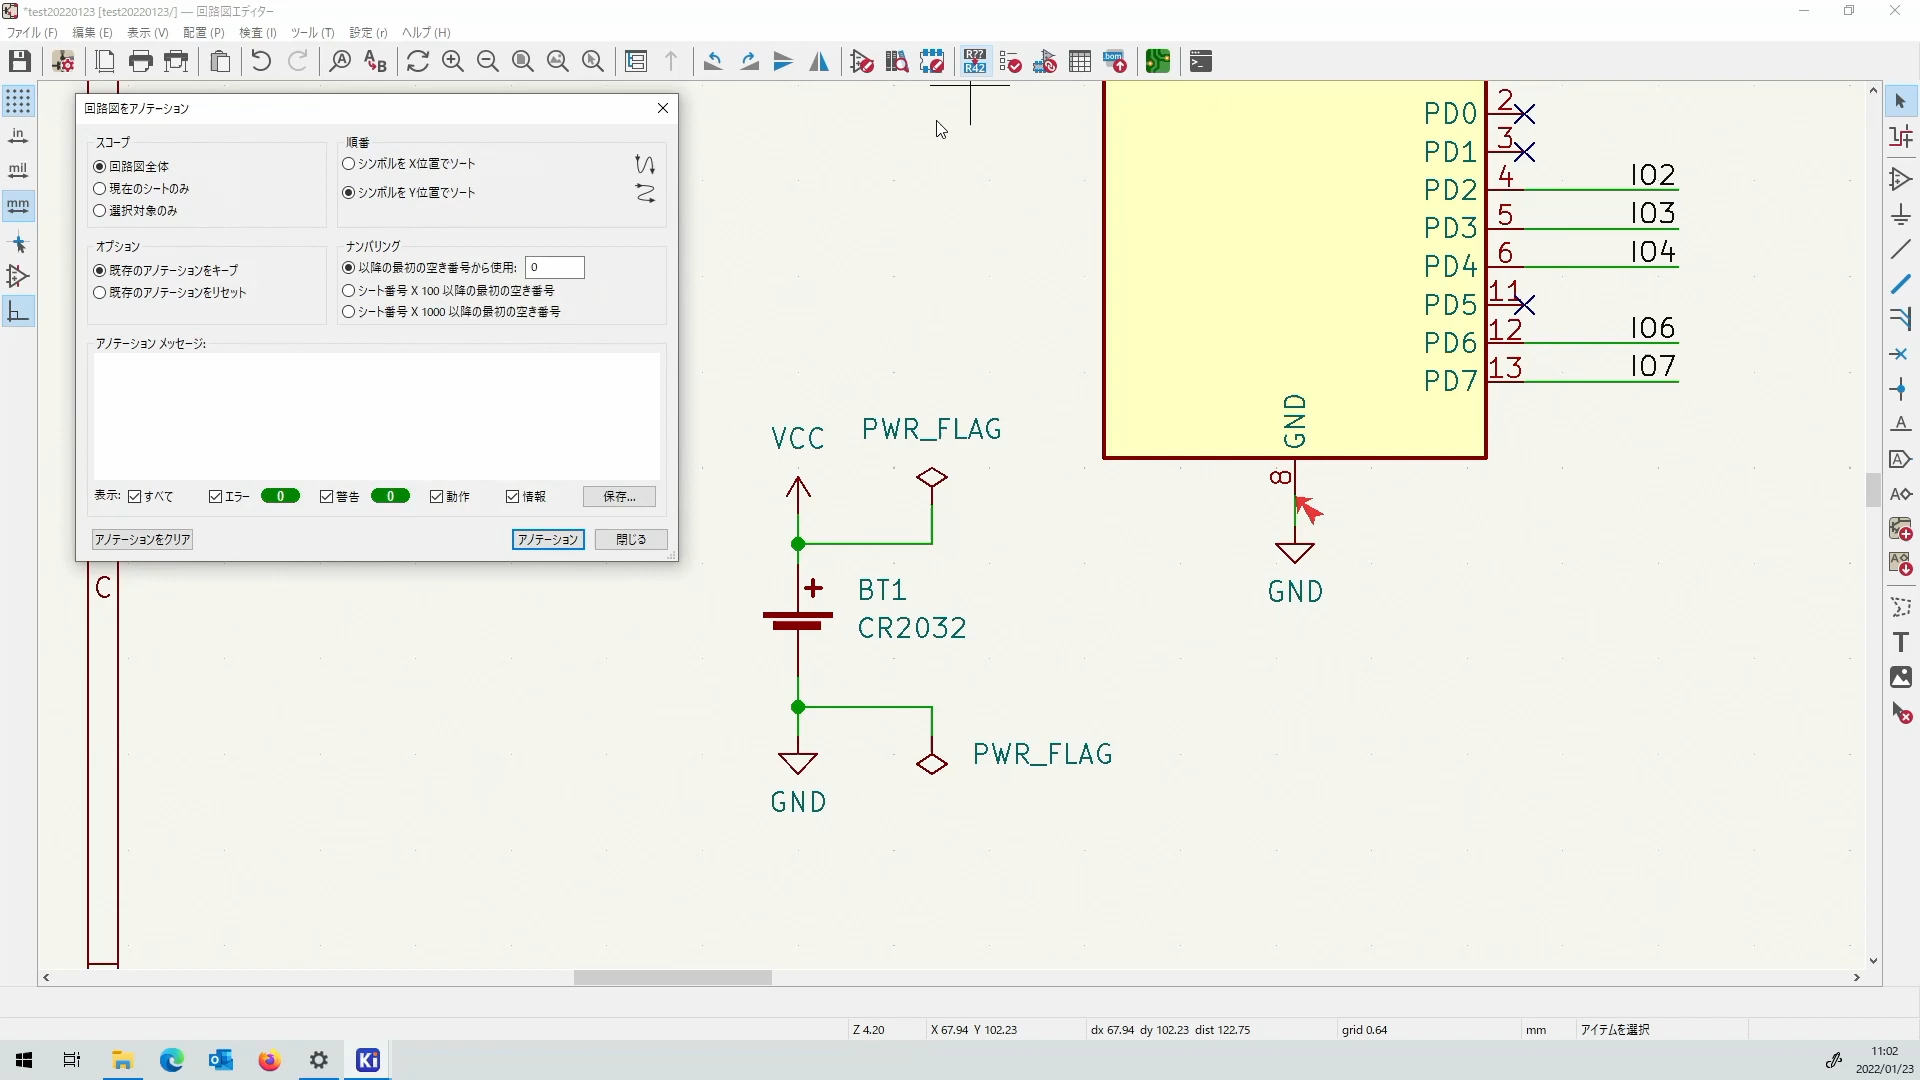 *test20220123 [test20220123/] — 回路図エディター
ファイル (F) 編集 (E) 表示 (V) 配置 (P) 検査 (I) ツール (T) 設定 (r) ヘルプ (H)
R??
R42
bom
in
mil
mm
回路図をアノテーション
スコープ
回路図全体
現在のシートのみ
選択対象のみ
順番
シンボルを X位置でソート
シンボルを Y位置でソート
オプション
既存のアノテーションをキープ
既存のアノテーションをリセット
ナンバリング
以降の最初の空き番号から使用: 0
シート番号 X 100 以降の最初の空き番号
シート番号 X 1000 以降の最初の空き番号
アノテーション メッセージ:
表示: すべて エラー 0 警告 0 動作 情報 保存...
アノテーションをクリア アノテーション 閉じる
C
PD0 2
PD1 3
PD2 4 IO2
PD3 5 IO3
PD4 6 IO4
PD5 11
PD6 12 IO6
PD7 13 IO7
GND
8
GND
VCC PWR_FLAG
+ BT1
CR2032
PWR_FLAG
GND
Z 4.20 X 67.94 Y 102.23 dx 67.94 dy 102.23 dist 122.75 grid 0.64 mm アイテムを選択
Ki
11:02
2022/01/23